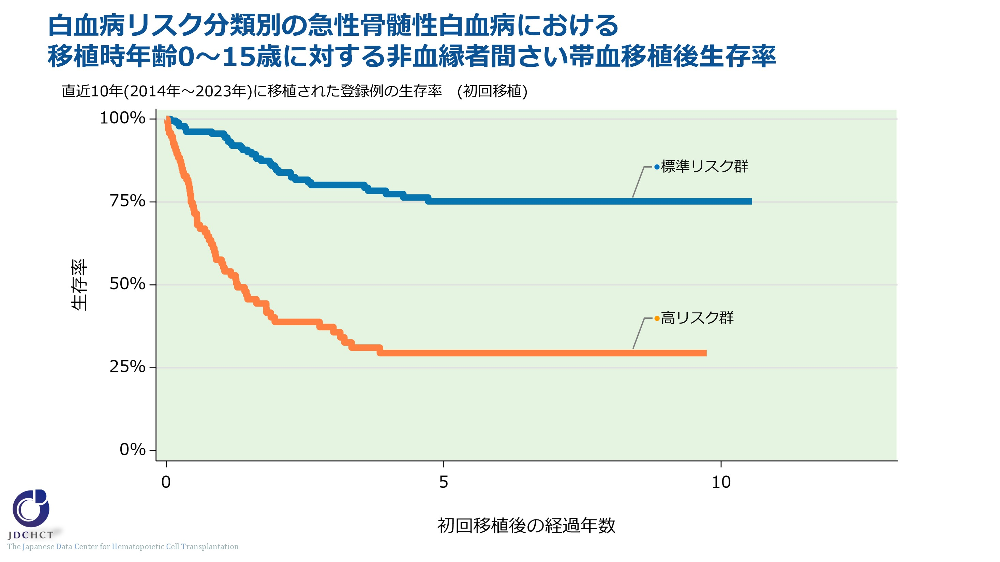 白血病リスク分類別の急性骨髄性白血病における
移植時年齢0～15歳に対する非血縁者間さい帯血移植後生存率
直近10年(2014年～2023年)に移植された登録例の生存率　(初回移植)
100%
75%
50%
25%
0%
生存率
標準リスク群
高リスク群
0
5
10
初回移植後の経過年数
JDCHCT
The Japanese Data Center for Hematopoietic Cell Transplantation